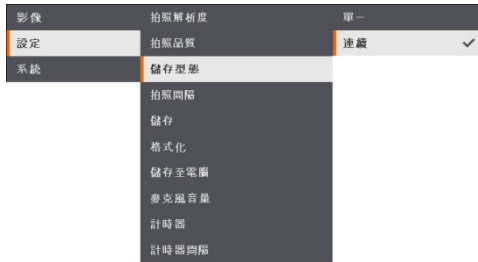 影像
設定
系統
拍照解析度
拍照品質
儲存型態
拍照間隔
儲存
格式化
儲存至電腦
麥克風音量
計時器
計時器間隔
單一
連續